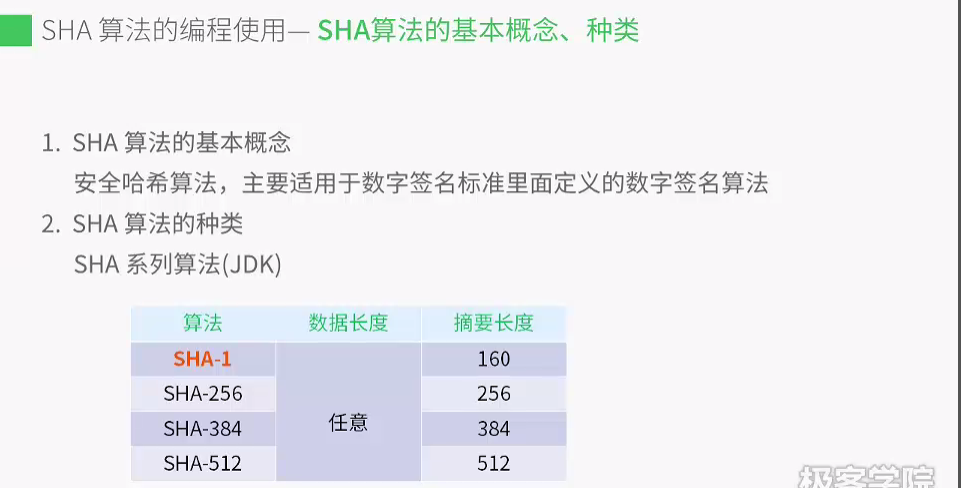 SHA 算法的编程使用— SHA算法的基本概念、种类
1. SHA 算法的基本概念
安全哈希算法，主要适用于数字签名标准里面定义的数字签名算法
2. SHA 算法的种类
SHA 系列算法(JDK)
算法 数据长度 摘要长度
SHA-1 160
SHA-256 256
任意
SHA-384 384
SHA-512 512
极客学院